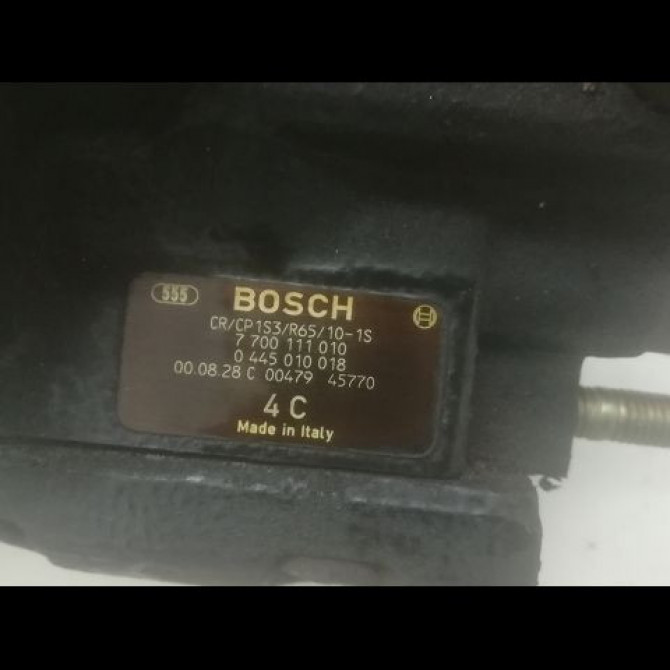 555 BOSCH
CR/CP1S3/R65/10-1S
7 700 111 010
0 445 010 018
00.08.28 C 00479 45770
4 C
Made in Italy